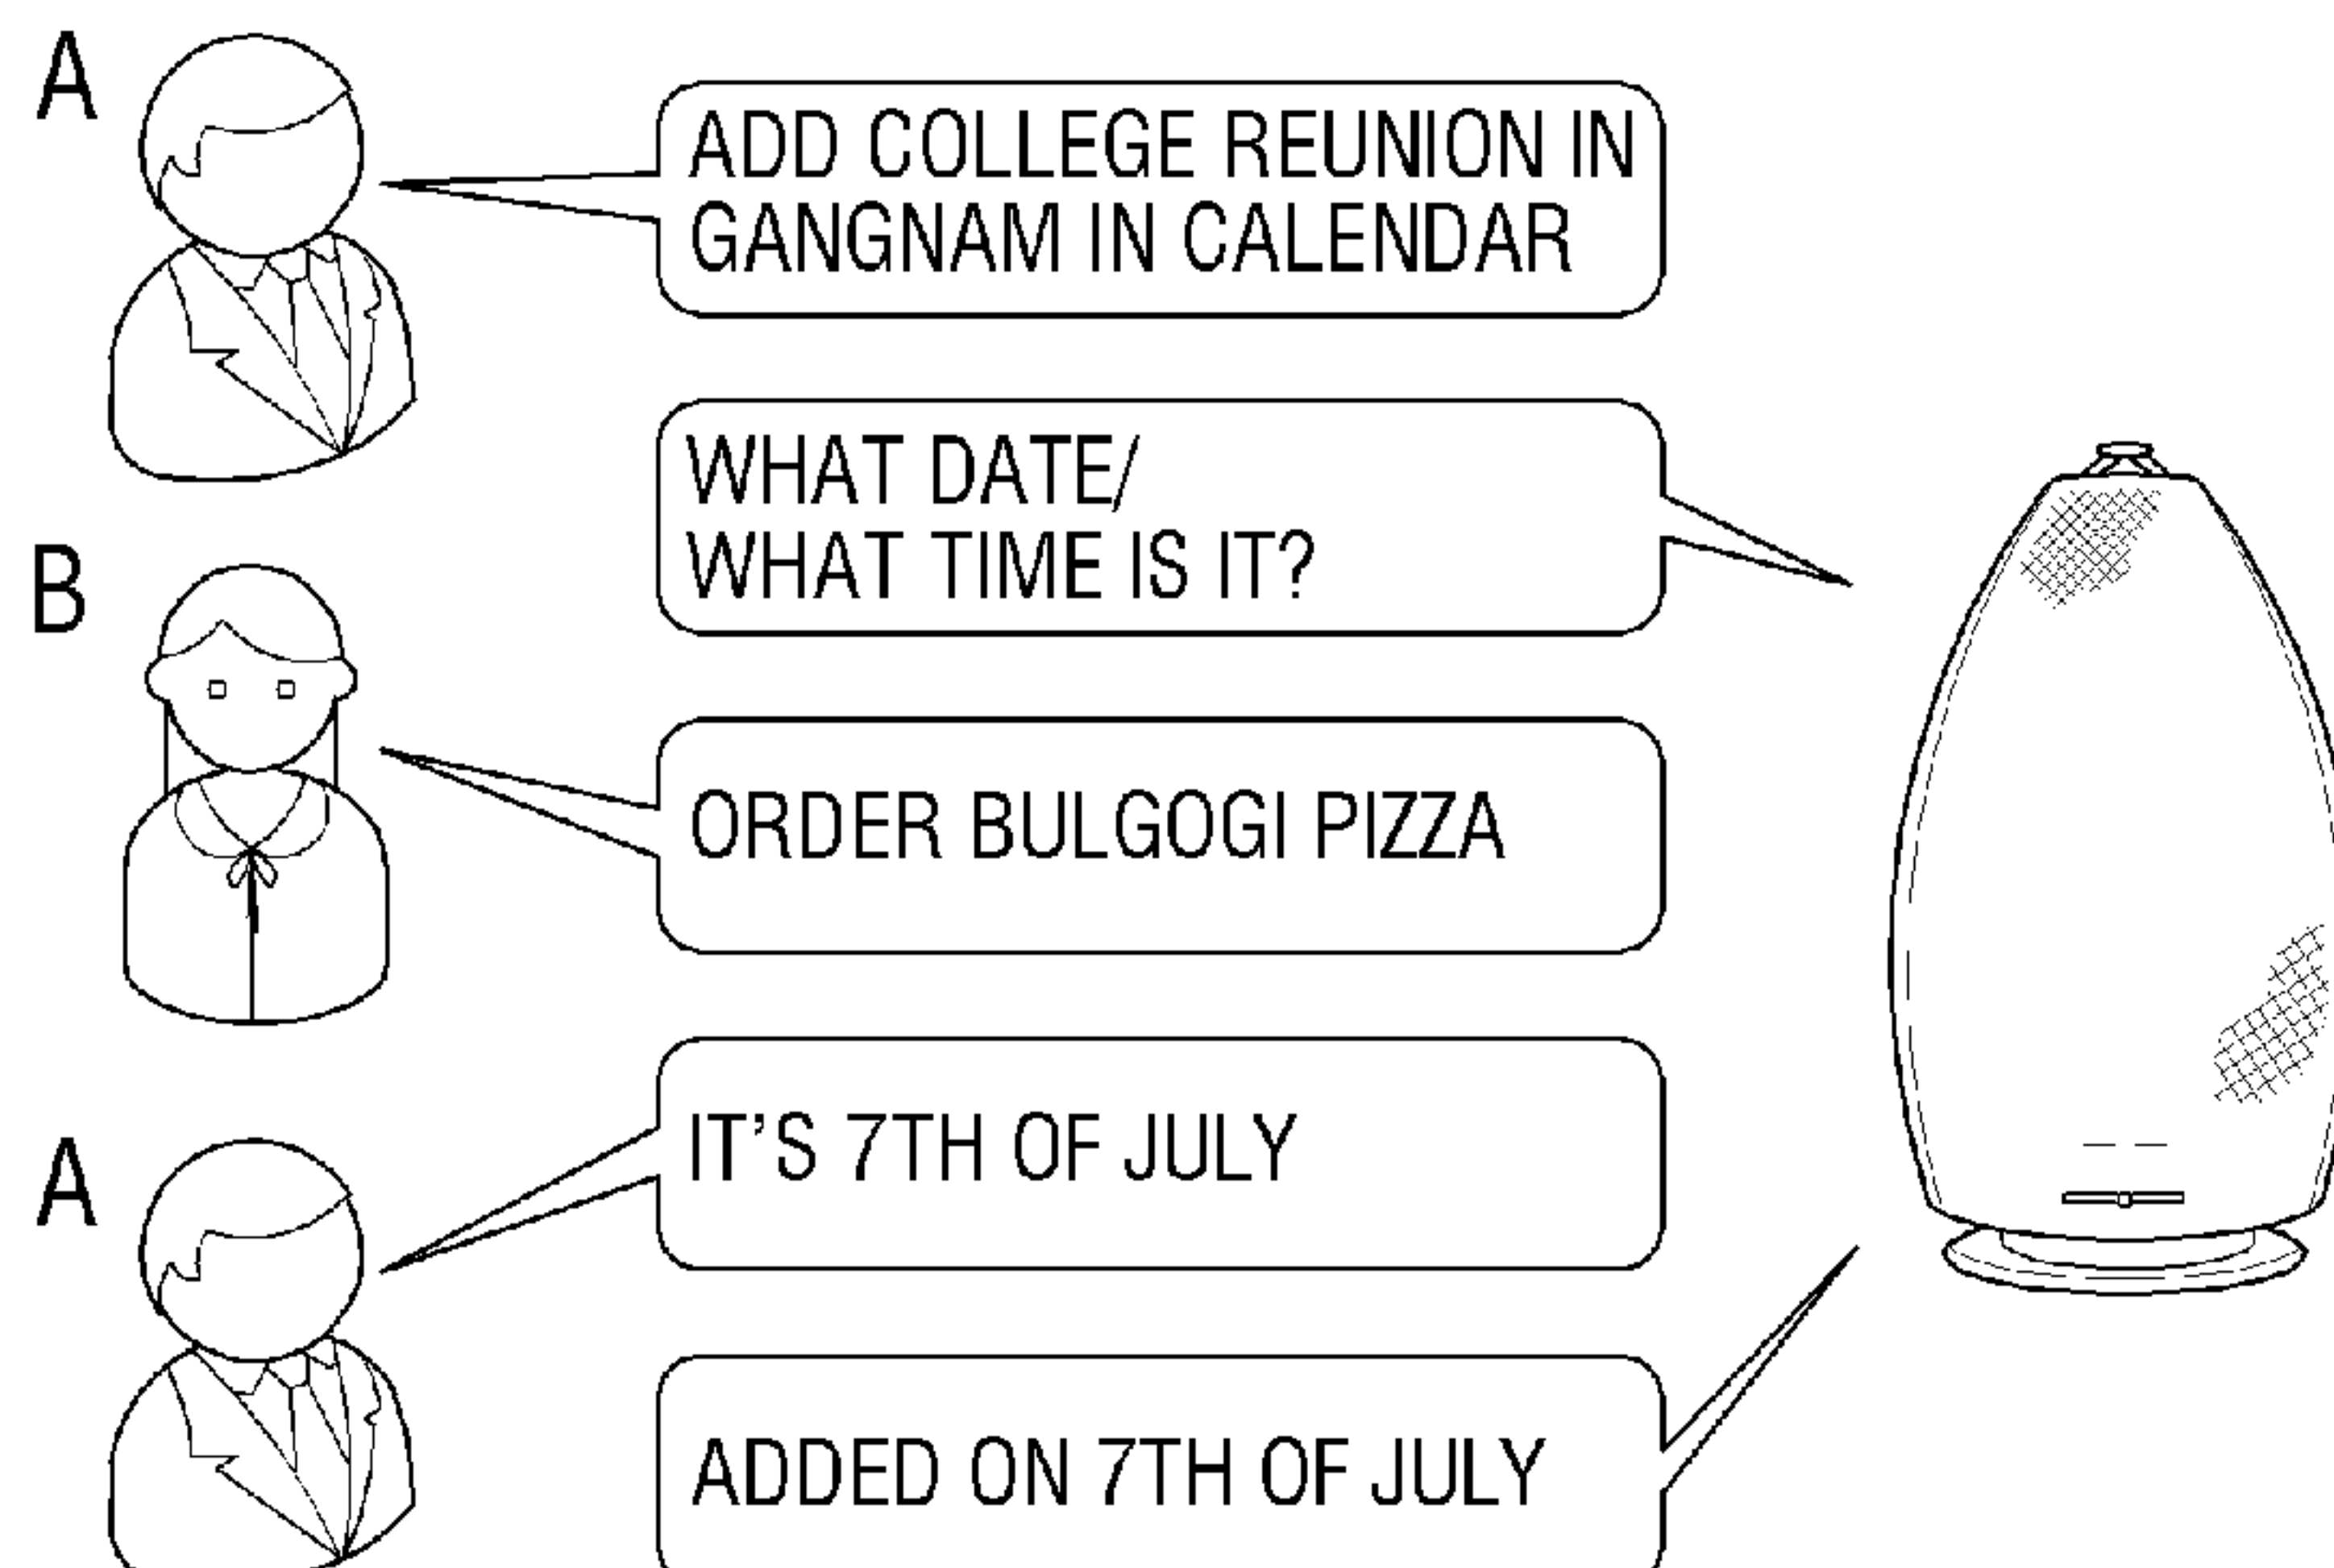 A
ADD COLLEGE REUNION IN
GANGNAM IN CALENDAR
WHAT DATE/
WHAT TIME IS IT?
B
ORDER BULGOGI PIZZA
A
IT'S 7TH OF JULY
ADDED ON 7TH OF JULY